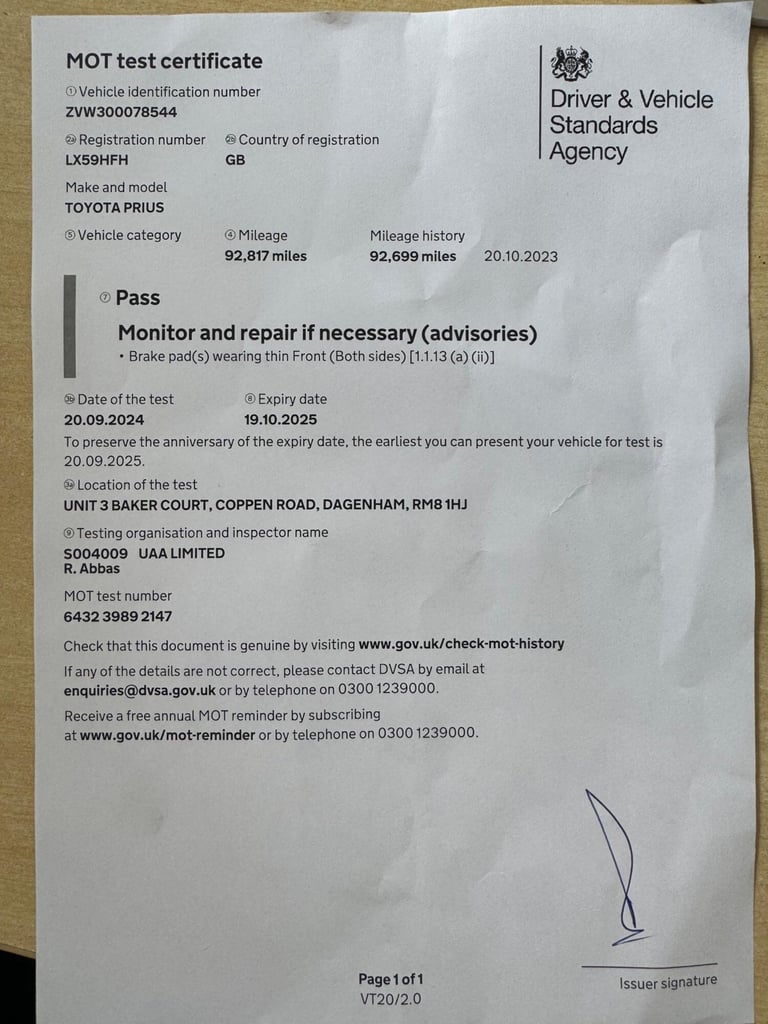 MOT test certificate
Driver & Vehicle
Standards
Agency
① Vehicle identification number
ZVW300078544
②a Registration number ②b Country of registration
LX59HFH GB
Make and model
TOYOTA PRIUS
⑤ Vehicle category ④ Mileage Mileage history
92,817 miles 92,699 miles 20.10.2023
⑦ Pass
Monitor and repair if necessary (advisories)
• Brake pad(s) wearing thin Front (Both sides) [1.1.13 (a) (ii)]
③b Date of the test ⑧ Expiry date
20.09.2024 19.10.2025
To preserve the anniversary of the expiry date, the earliest you can present your vehicle for test is
20.09.2025.
③a Location of the test
UNIT 3 BAKER COURT, COPPEN ROAD, DAGENHAM, RM8 1HJ
⑨ Testing organisation and inspector name
S004009 UAA LIMITED
R. Abbas
MOT test number
6432 3989 2147
Check that this document is genuine by visiting www.gov.uk/check-mot-history
If any of the details are not correct, please contact DVSA by email at
enquiries@dvsa.gov.uk or by telephone on 0300 1239000.
Receive a free annual MOT reminder by subscribing
at www.gov.uk/mot-reminder or by telephone on 0300 1239000.
Issuer signature
Page 1 of 1
VT20/2.0